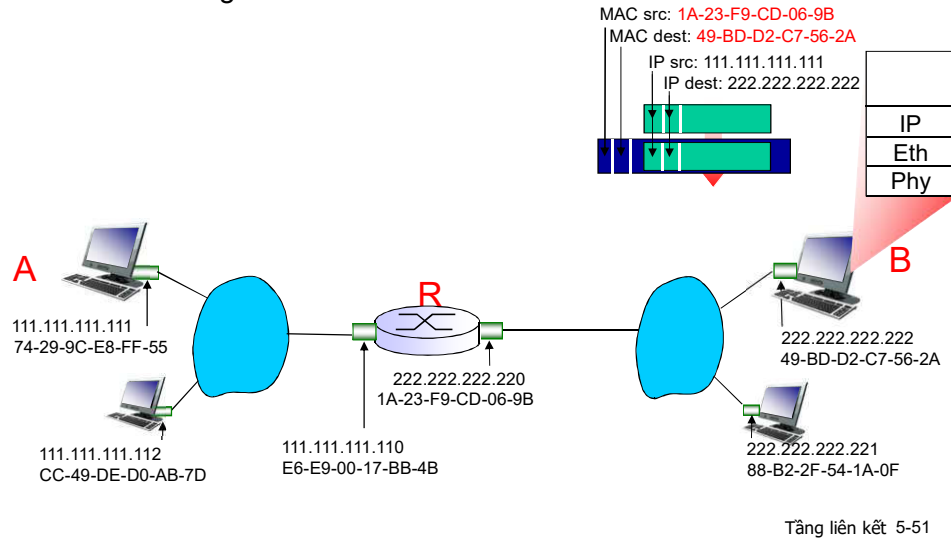 MAC src: 1A-23-F9-CD-06-9B
MAC dest: 49-BD-D2-C7-56-2A
IP src: 111.111.111.111
IP dest: 222.222.222.222
IP
Eth
Phy
A
R
B
111.111.111.111
74-29-9C-E8-FF-55
222.222.222.222
49-BD-D2-C7-56-2A
222.222.222.220
1A-23-F9-CD-06-9B
111.111.111.112
CC-49-DE-D0-AB-7D
111.111.111.110
E6-E9-00-17-BB-4B
222.222.222.221
88-B2-2F-54-1A-0F
Tầng liên kết 5-51